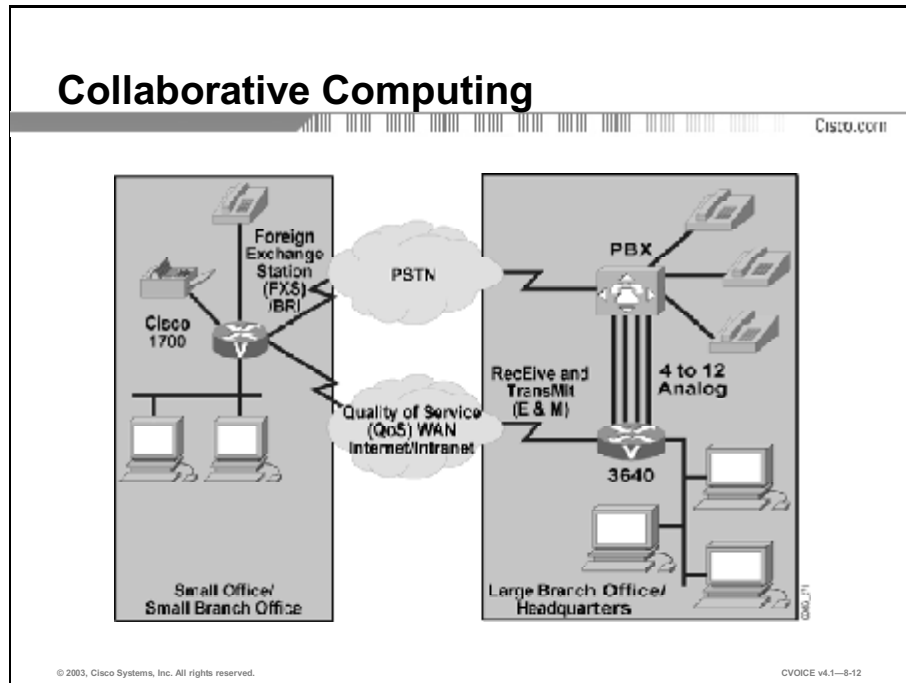 Collaborative Computing
Cisco.com
Foreign
Exchange
Station
(FXS)
/BRI
Cisco
1700
V
PSTN
Quality of Service
(QoS) WAN
Internet/Intranet
PBX
RecEive and
TransMit
(E & M)
4 to 12
Analog
V
3640
Small Office/
Small Branch Office
Large Branch Office/
Headquarters
© 2003, Cisco Systems, Inc. All rights reserved.
CVOICE v4.1—8-12